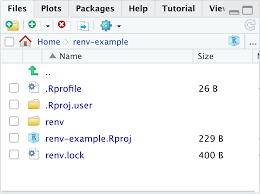 Files Plots Packages Help Tutorial View
Home renv-example ...
Name Size
..
.Rprofile 26 B
.Rproj.user
renv
renv-example.Rproj 229 B
renv.lock 400 B